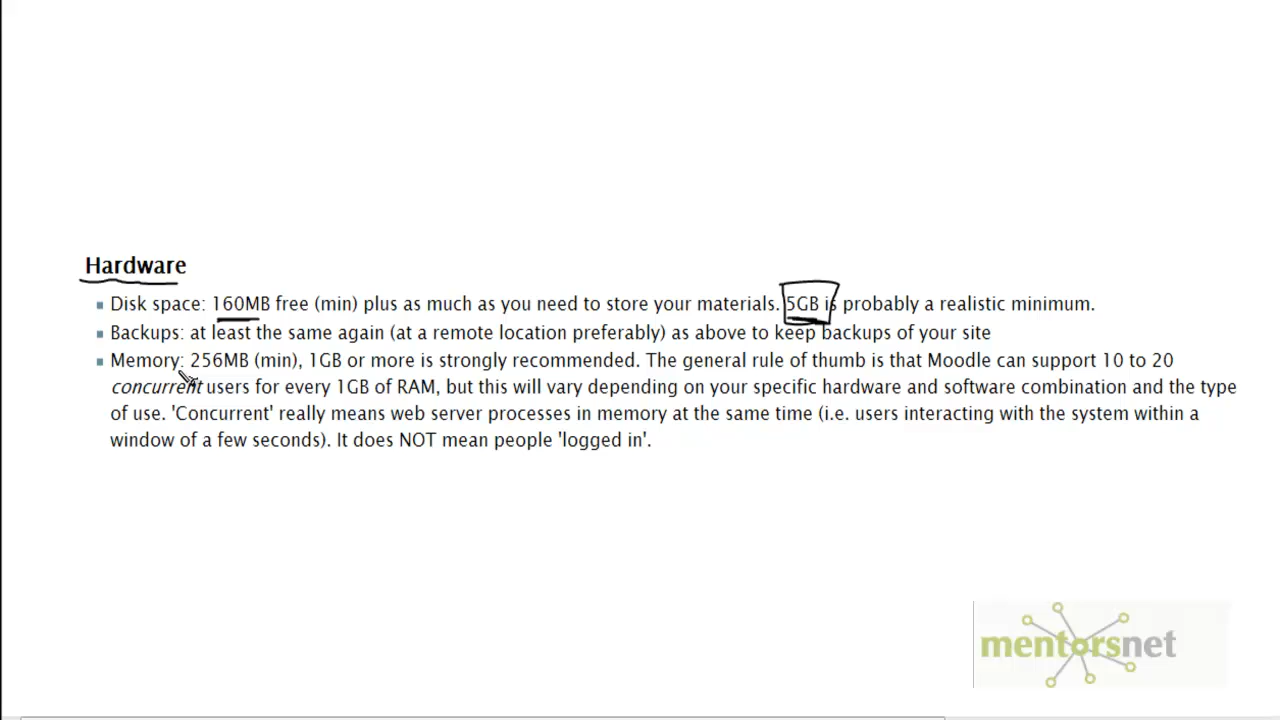 Hardware
Disk space: 160MB free (min) plus as much as you need to store your materials. 5GB is probably a realistic minimum.
Backups: at least the same again (at a remote location preferably) as above to keep backups of your site
Memory: 256MB (min), 1GB or more is strongly recommended. The general rule of thumb is that Moodle can support 10 to 20
concurrent users for every 1GB of RAM, but this will vary depending on your specific hardware and software combination and the type
of use. 'Concurrent' really means web server processes in memory at the same time (i.e. users interacting with the system within a
window of a few seconds). It does NOT mean people 'logged in'.
mentorsnet